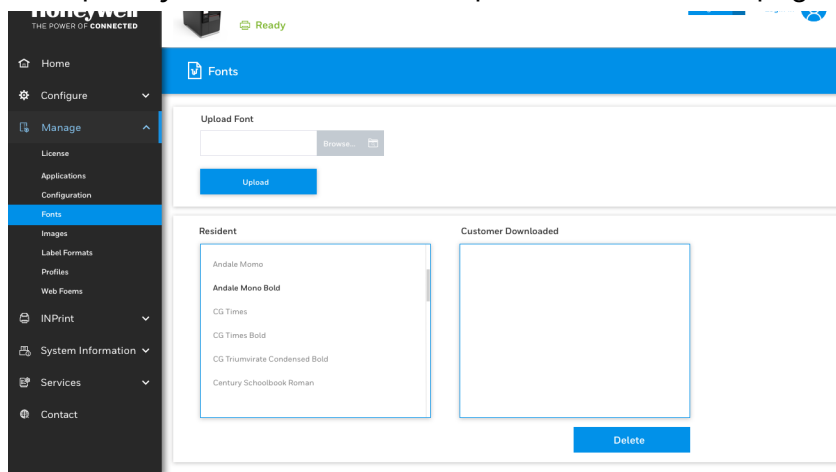 Honeywell
THE POWER OF CONNECTED
Ready
Home
Configure
Manage
License
Applications
Configuration
Fonts
Images
Label Formats
Profiles
Web Foems
INPrint
System Information
Services
Contact
Fonts
Upload Font
Browse...
Upload
Resident
Andale Momo
Andale Mono Bold
CG Times
CG Times Bold
CG Triumvirate Condensed Bold
Century Schoolbook Roman
Customer Downloaded
Delete